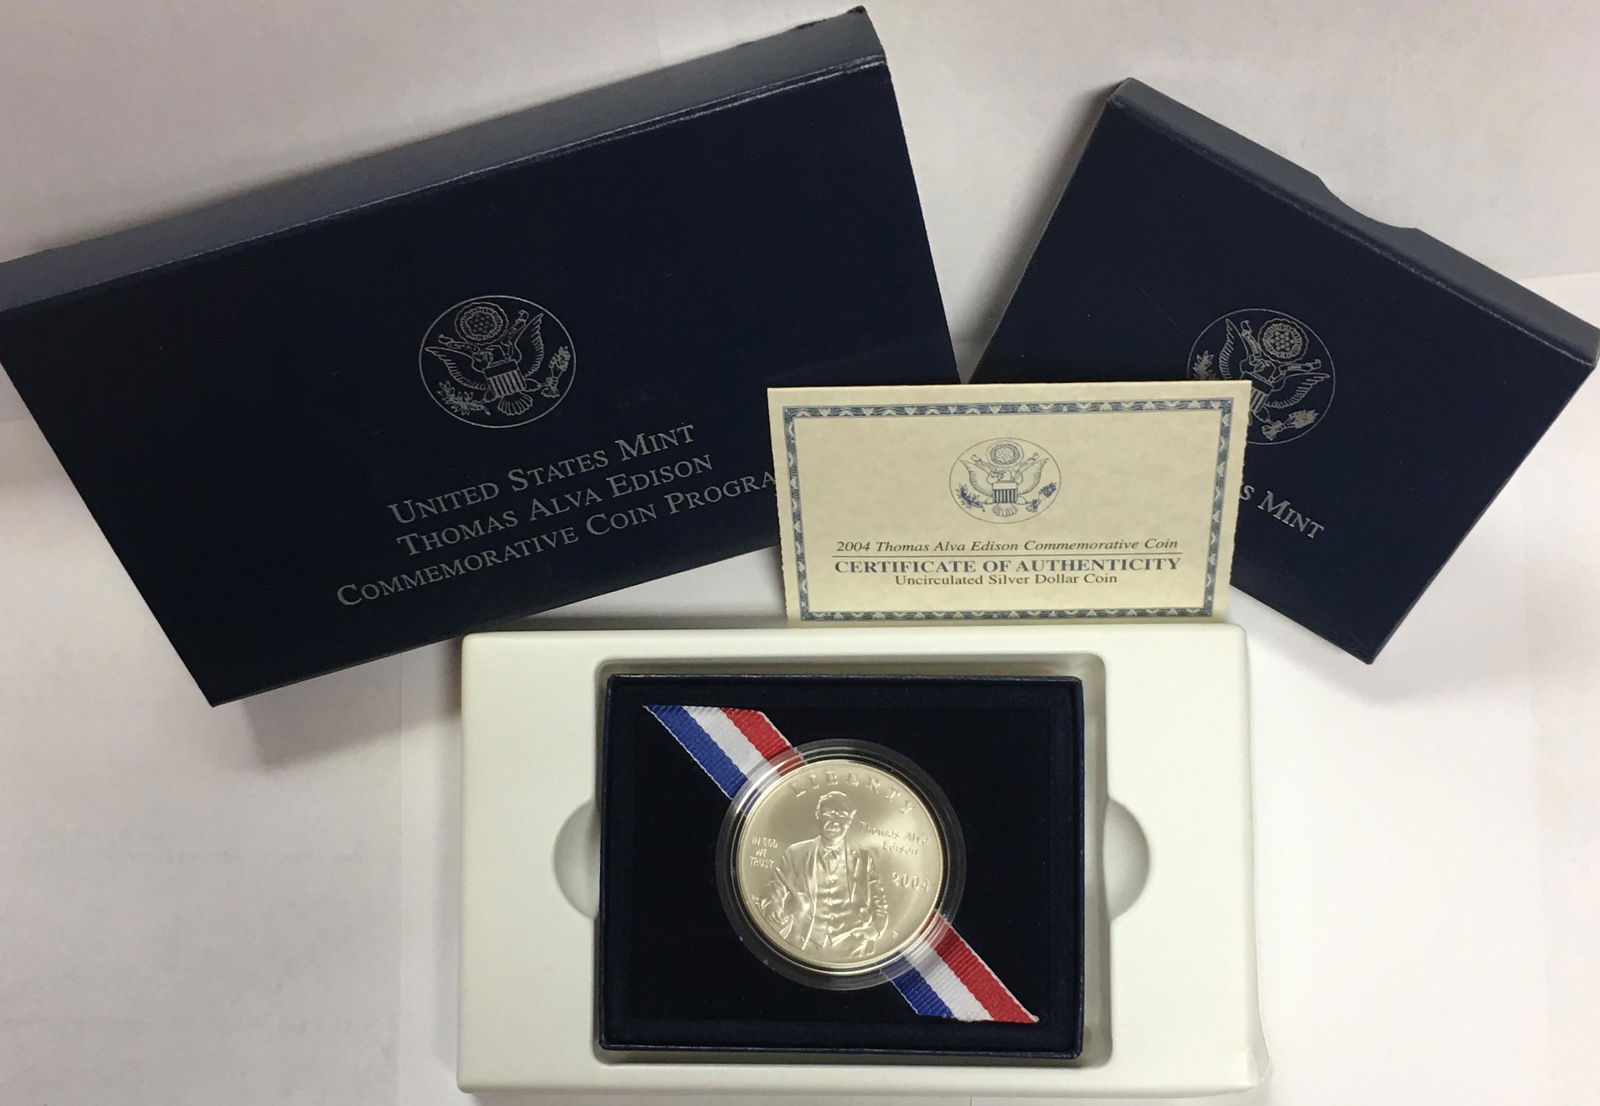 UNITED STATES MINT
THOMAS ALVA EDISON
COMMEMORATIVE COIN PROGRA
S MINT
2004 Thomas Alva Edison Commemorative Coin
CERTIFICATE OF AUTHENTICITY
Uncirculated Silver Dollar Coin
LIBERTY
Thomas Alva
Edison
IN GOD
WE
TRUST
2004